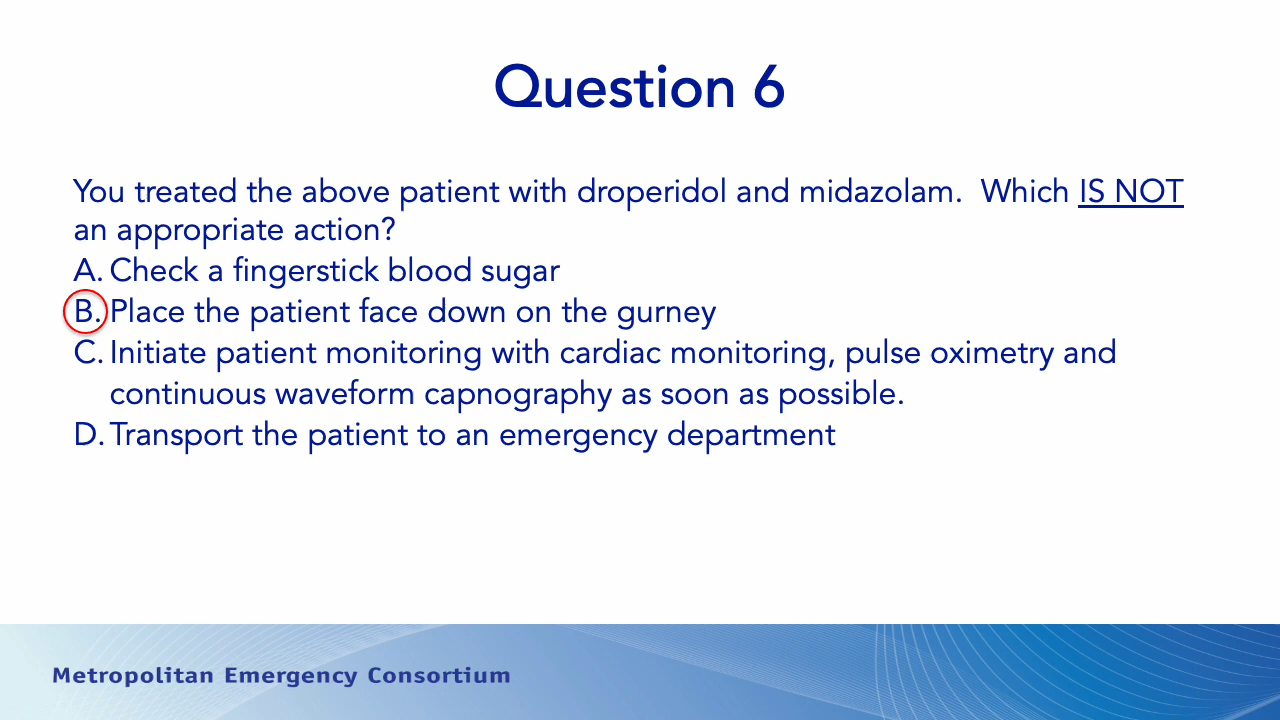 Question 6
You treated the above patient with droperidol and midazolam.  Which IS NOT
an appropriate action?
A. Check a fingerstick blood sugar
B. Place the patient face down on the gurney
C. Initiate patient monitoring with cardiac monitoring, pulse oximetry and
continuous waveform capnography as soon as possible.
D. Transport the patient to an emergency department
Metropolitan Emergency Consortium